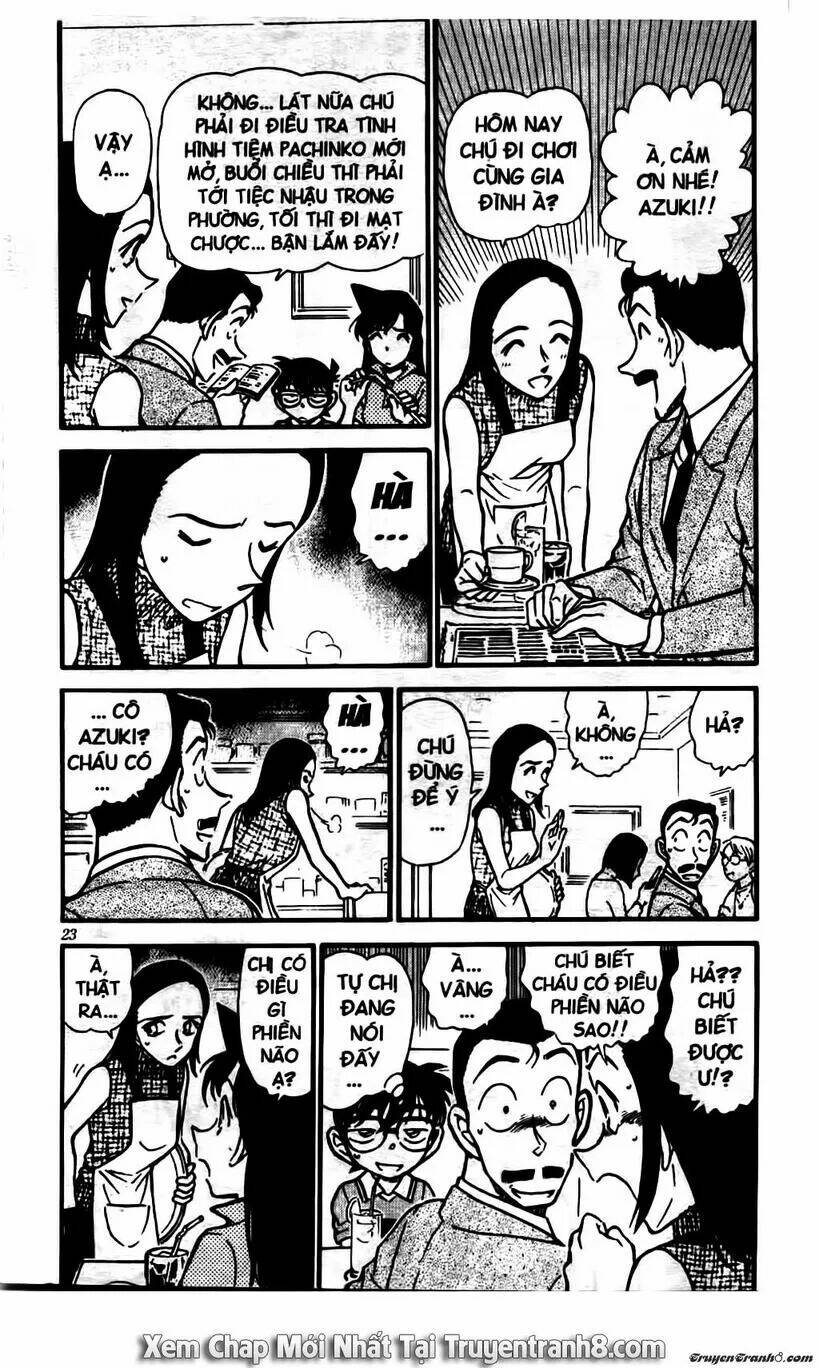 À, CẢM
ƠN NHÉ!
AZUKI!!
HÔM NAY
CHÚ ĐI CHƠI
CÙNG GIA
ĐÌNH À?
KHÔNG... LÁT NỮA CHÚ
PHẢI ĐI ĐIỀU TRA TÌNH
HÌNH TIỆM PACHINKO MỚI
MỞ, BUỔI CHIỀU THÌ PHẢI
TỚI TIỆC NHẬU TRONG
PHƯỜNG, TỐI THÌ ĐI MẠT
CHƯỢC... BẬN LẮM ĐẤY!
VẬY
Ạ...
HÀ
...
HẢ?
À,
KHÔNG
...
CHÚ
ĐỪNG
ĐỂ Ý
...
HÀ
...
... CÔ
AZUKI?
CHÁU CÓ
...
23
HẢ??
CHÚ
BIẾT
ĐƯỢC
Ư!?
CHÚ BIẾT
CHÁU CÓ ĐIỀU
PHIỀN NÃO
SAO!!
À...
VÂNG
...
TỰ CHỊ
ĐANG
NÓI
ĐẤY
...
CHỊ CÓ
ĐIỀU
GÌ
PHIỀN
NÃO
Ạ?
À,
THẬT
RA...
Xem Chap Mới Nhất Tại Truyentranh8.com
TruyenTranh8.com